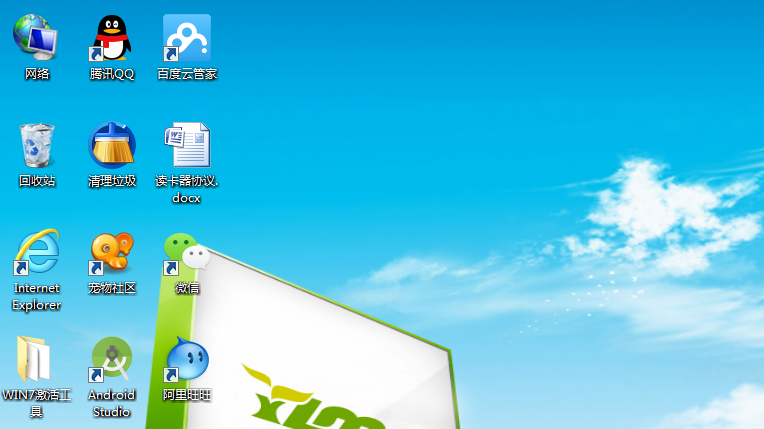 网络
腾讯QQ
百度云管家
回收站
清理垃圾
读卡器协议.
docx
Internet
Explorer
宠物社区
微信
WIN7激活工
具
Android
Studio
阿里旺旺